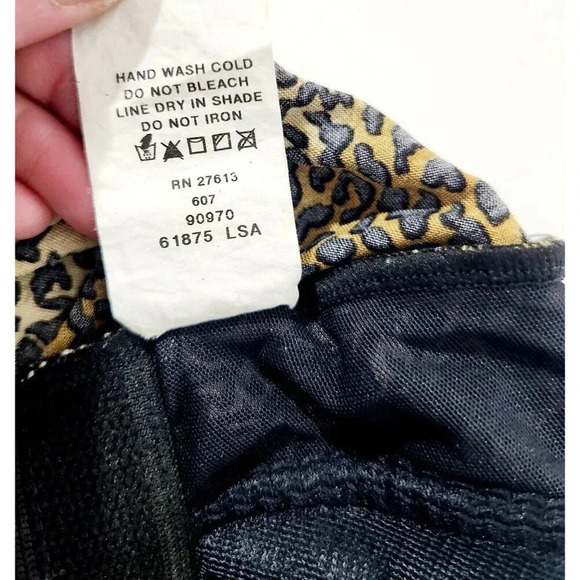 HAND WASH COLD
DO NOT BLEACH
LINE DRY IN SHADE
DO NOT IRON
RN 27613
607
90970
61875 LSA